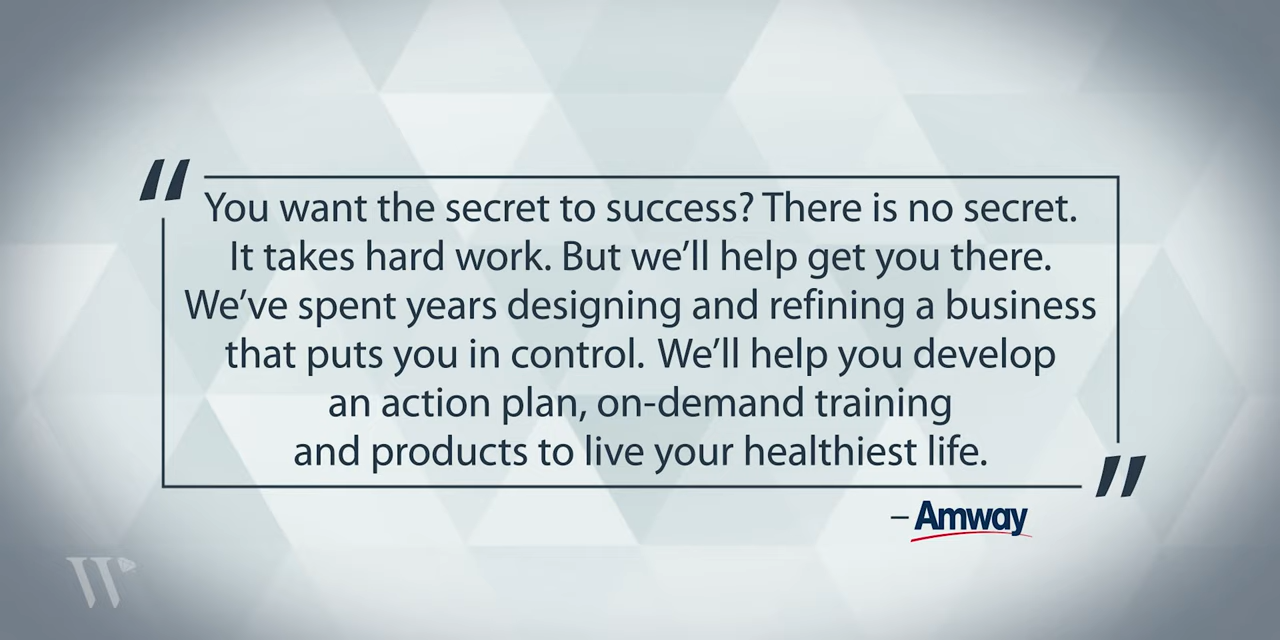 “
You want the secret to success? There is no secret.
It takes hard work. But we’ll help get you there.
We’ve spent years designing and refining a business
that puts you in control. We’ll help you develop
an action plan, on-demand training
and products to live your healthiest life.
”
– Amway
W